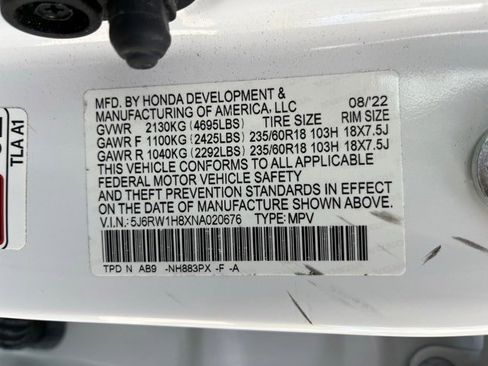 MFD. BY HONDA DEVELOPMENT &
MANUFACTURING OF AMERICA, LLC 08/'22
GVWR 2130KG (4695LBS) TIRE SIZE RIM SIZE
GAWR F 1100KG (2425LBS) 235/60R18 103H 18X7.5J
GAWR R 1040KG (2292LBS) 235/60R18 103H 18X7.5J
THIS VEHICLE CONFORMS TO ALL APPLICABLE
FEDERAL MOTOR VEHICLE SAFETY
AND THEFT PREVENTION STANDARDS IN EFFECT
ON THE DATE OF MANUFACTURE SHOWN ABOVE.
V.I.N.: 5J6RW1H8XNA020676 TYPE: MPV
TPD N AB9 -NH883PX -F -A
TLA A1